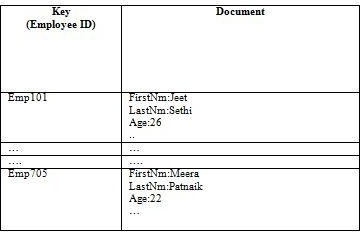 Key
(Employee ID)
Document
Emp101
FirstNm:Jeet
LastNm:Sethi
Age:26
..
…
…
….
….
Emp705
FirstNm:Meera
LastNm:Patnaik
Age:22
…